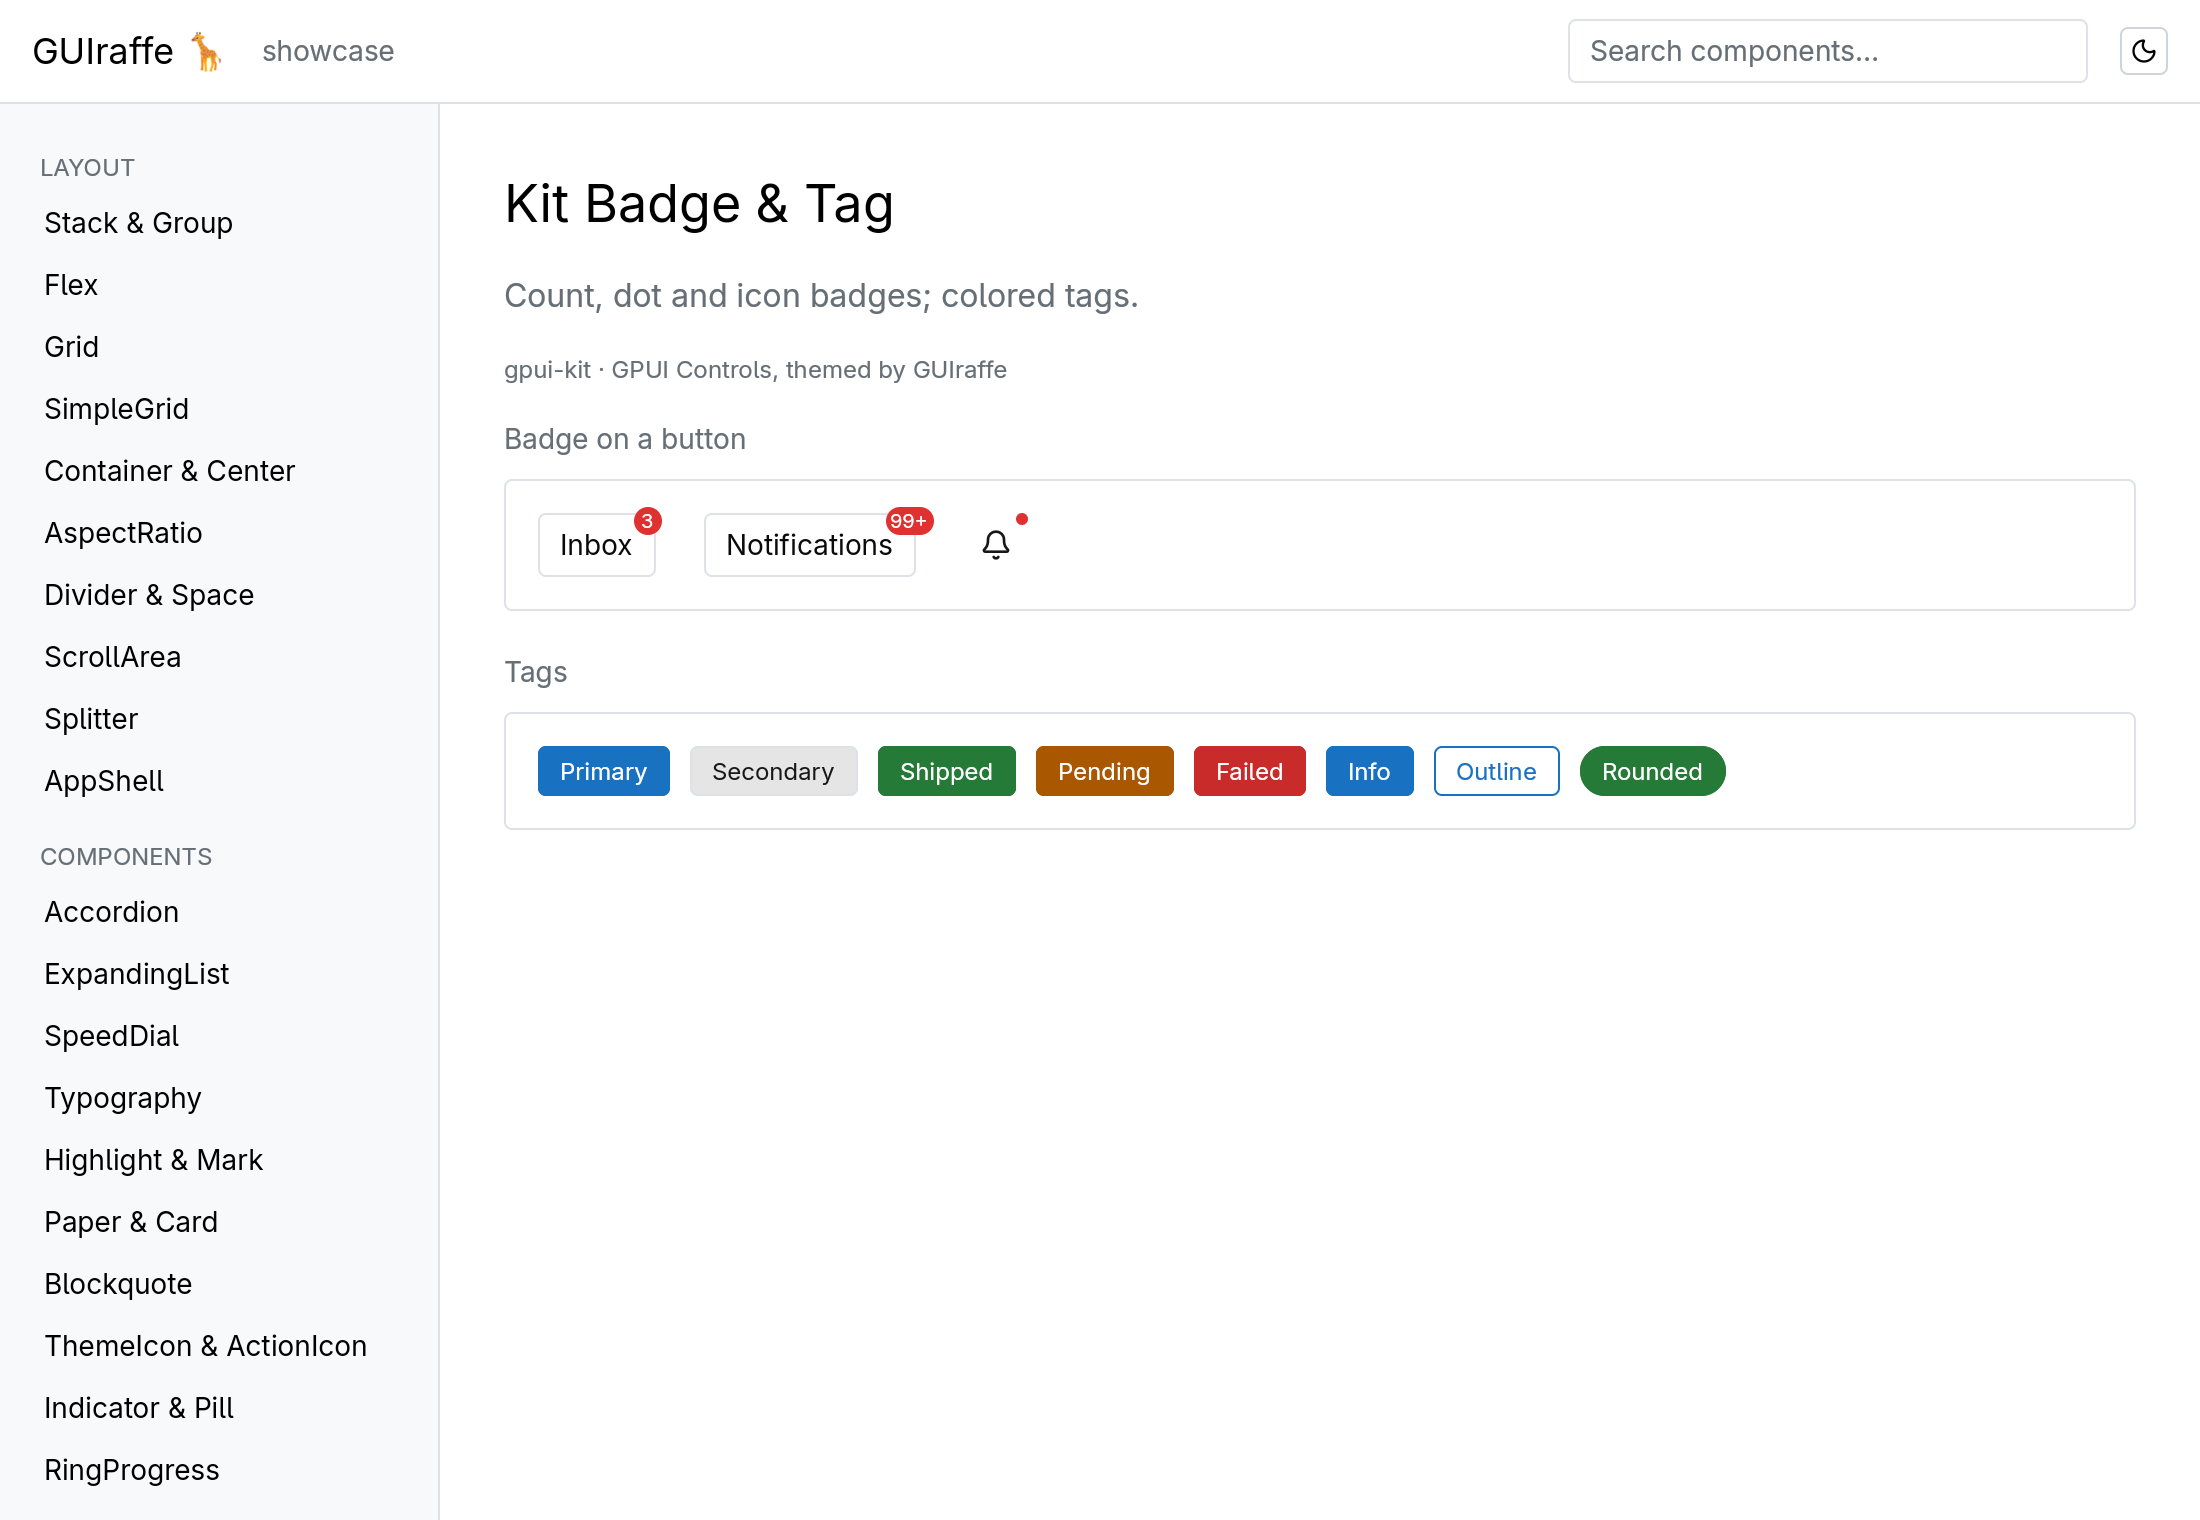 GUIraffe 🦒 showcase
Search components...
LAYOUT
Stack & Group
Flex
Grid
SimpleGrid
Container & Center
AspectRatio
Divider & Space
ScrollArea
Splitter
AppShell
COMPONENTS
Accordion
ExpandingList
SpeedDial
Typography
Highlight & Mark
Paper & Card
Blockquote
ThemeIcon & ActionIcon
Indicator & Pill
RingProgress
Kit Badge & Tag
Count, dot and icon badges; colored tags.
gpui-kit · GPUI Controls, themed by GUIraffe
Badge on a button
Inbox 3 Notifications 99+
Tags
Primary Secondary Shipped Pending Failed Info Outline Rounded